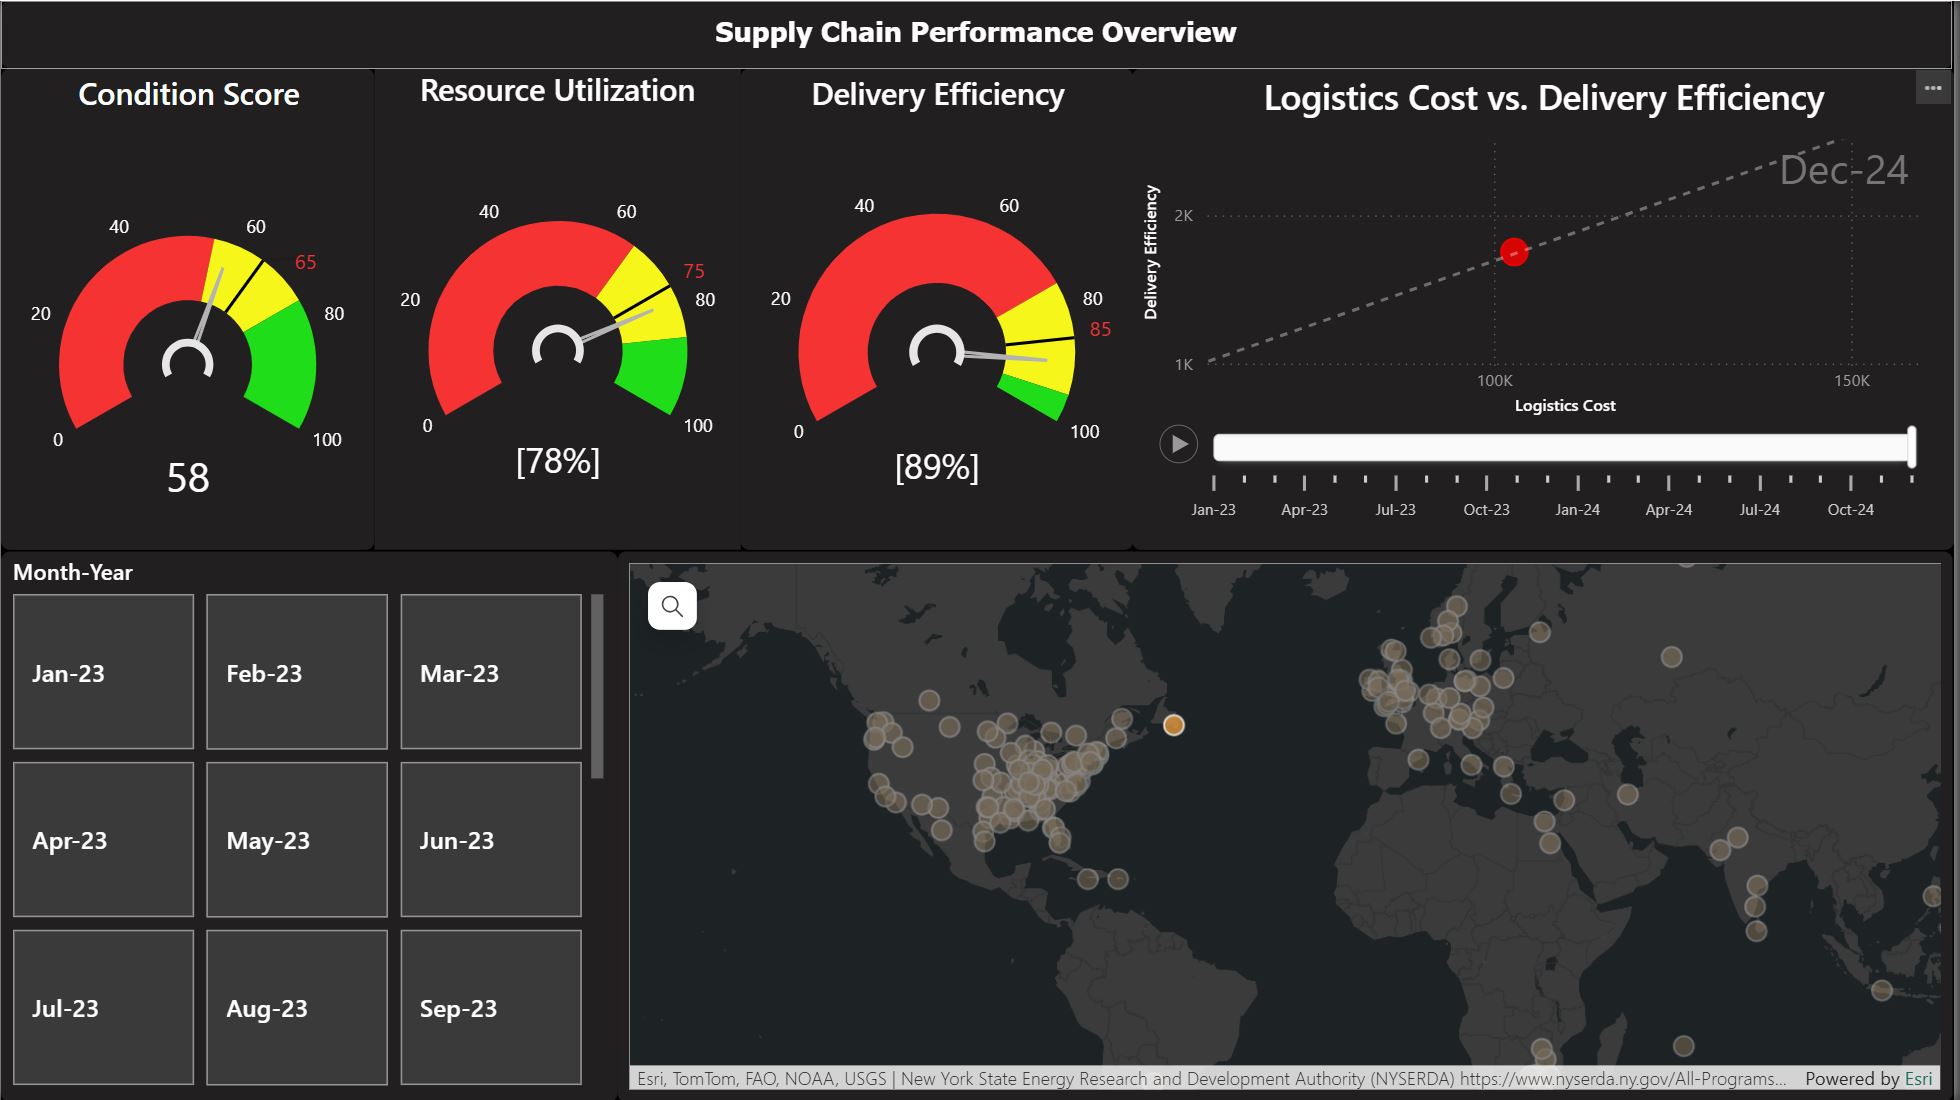 Supply Chain Performance Overview
Condition Score
0
20
40
60
65
80
100
58
Resource Utilization
0
20
40
60
75
80
100
[78%]
Delivery Efficiency
0
20
40
60
80
85
100
[89%]
Logistics Cost vs. Delivery Efficiency
...
Dec-24
Delivery Efficiency
2K
1K
100K 150K
Logistics Cost
Jan-23 Apr-23 Jul-23 Oct-23 Jan-24 Apr-24 Jul-24 Oct-24
Month-Year
Jan-23 Feb-23 Mar-23
Apr-23 May-23 Jun-23
Jul-23 Aug-23 Sep-23
Esri, TomTom, FAO, NOAA, USGS | New York State Energy Research and Development Authority (NYSERDA) https://www.nyserda.ny.gov/All-Programs... Powered by Esri